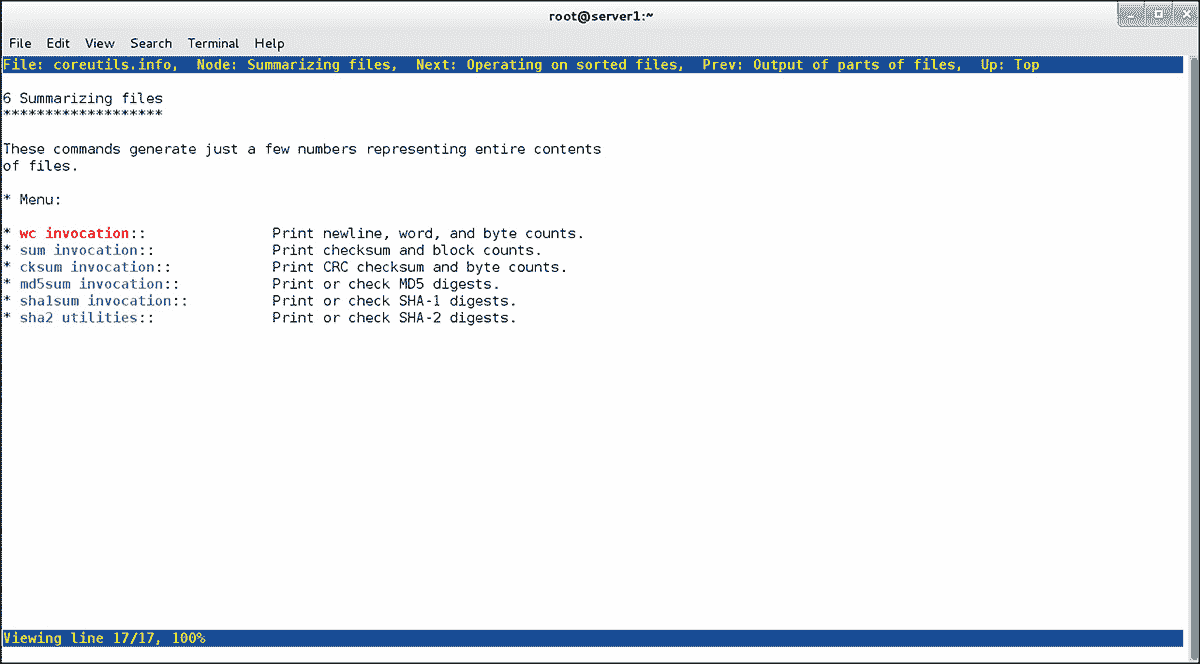 root@server1:~
File Edit View Search Terminal Help
File: coreutils.info,  Node: Summarizing files,  Next: Operating on sorted files,  Prev: Output of parts of files,  Up: Top
6 Summarizing files
*******************
These commands generate just a few numbers representing entire contents
of files.
* Menu:
* wc invocation::               Print newline, word, and byte counts.
* sum invocation::              Print checksum and block counts.
* cksum invocation::            Print CRC checksum and byte counts.
* md5sum invocation::           Print or check MD5 digests.
* sha1sum invocation::          Print or check SHA-1 digests.
* sha2 utilities::              Print or check SHA-2 digests.
Viewing line 17/17, 100%